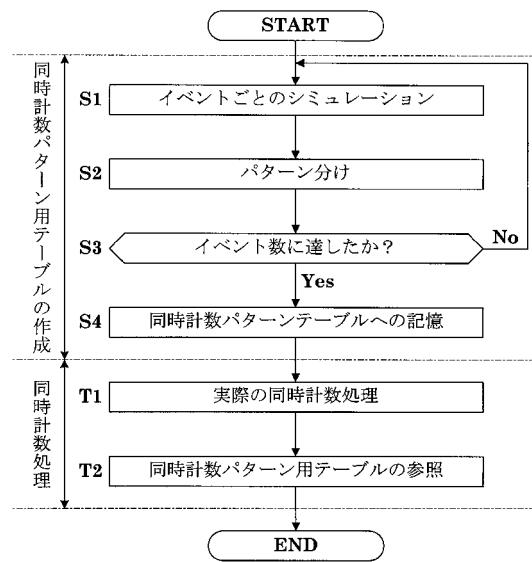 START
同時計数パターン用テーブルの作成
S1 イベントごとのシミュレーション
S2 パターン分け
S3 イベント数に達したか？
No
Yes
S4 同時計数パターンテーブルへの記憶
同時計数処理
T1 実際の同時計数処理
T2 同時計数パターン用テーブルの参照
END